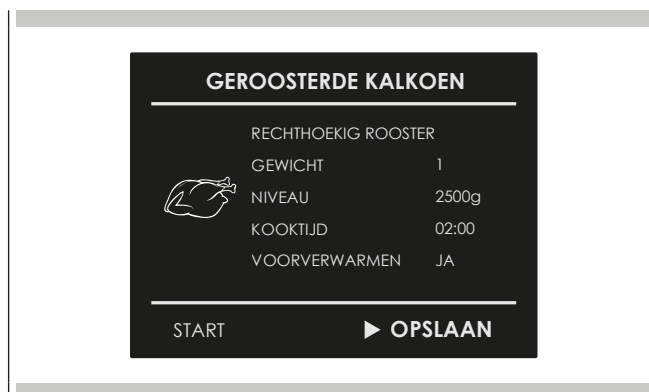 GEROOSTERDE KALKOEN
RECHTHOEKIG ROOSTER
GEWICHT 1
NIVEAU 2500g
KOOKTIJD 02:00
VOORVERWARMEN JA
START ▶ OPSLAAN